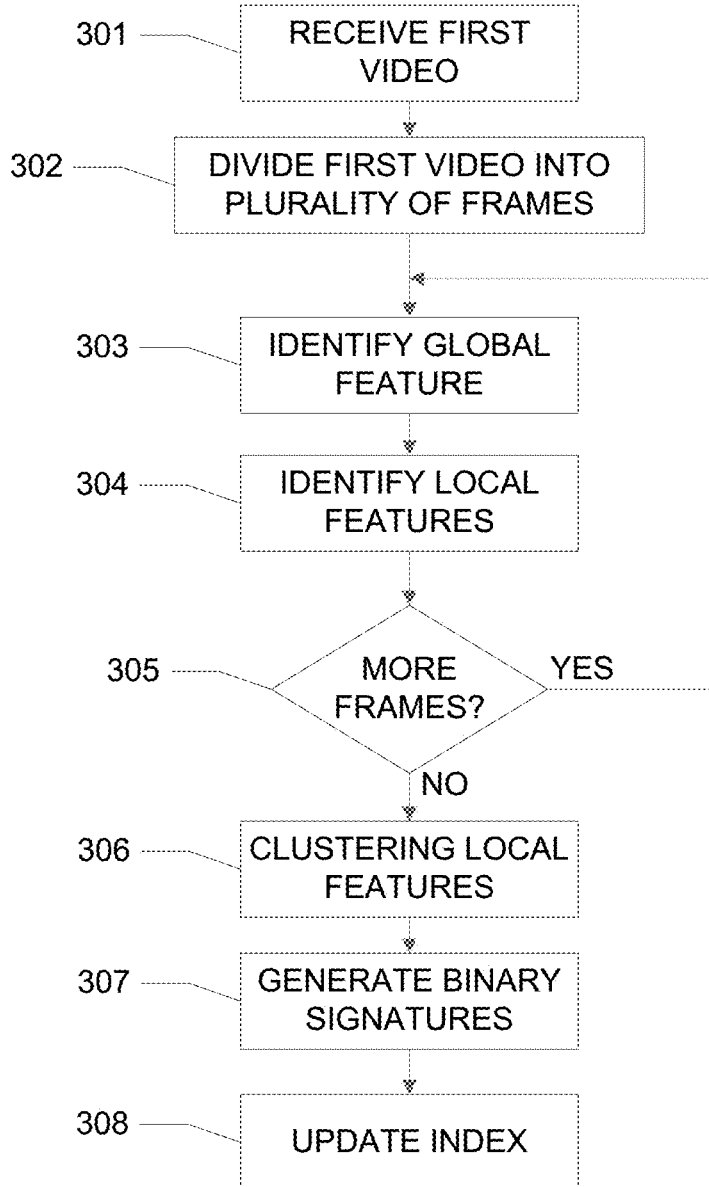 301
RECEIVE FIRST
VIDEO
302
DIVIDE FIRST VIDEO INTO
PLURALITY OF FRAMES
303
IDENTIFY GLOBAL
FEATURE
304
IDENTIFY LOCAL
FEATURES
305
MORE
FRAMES?
YES
NO
306
CLUSTERING LOCAL
FEATURES
307
GENERATE BINARY
SIGNATURES
308
UPDATE INDEX